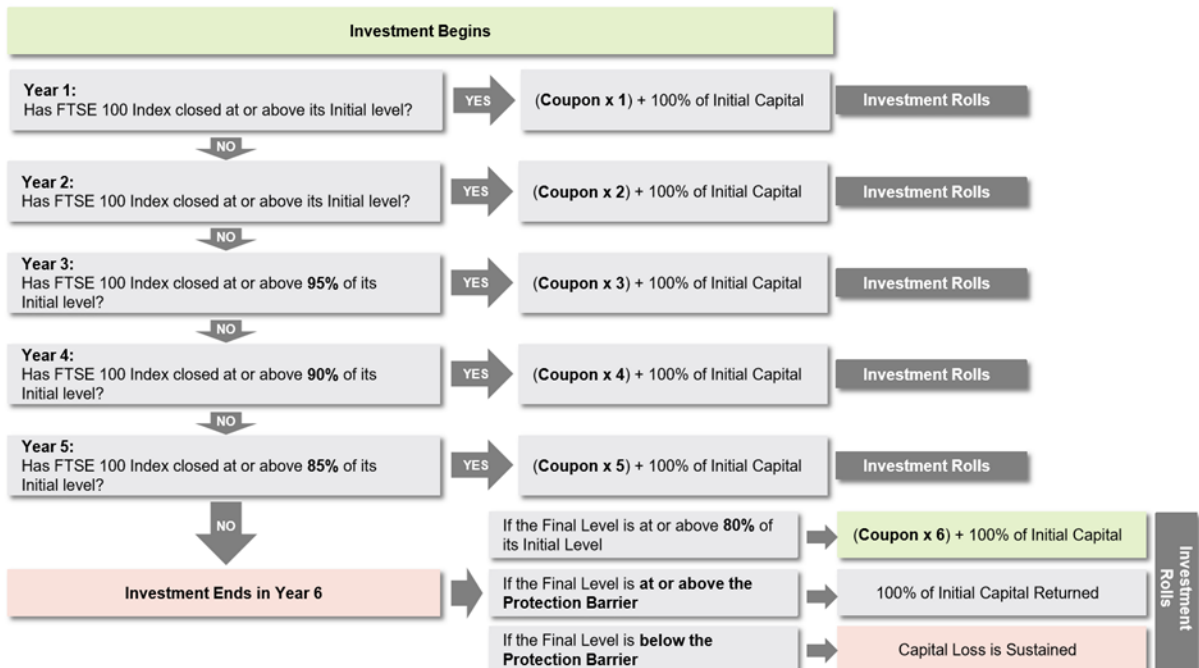 Investment Begins
Year 1:
Has FTSE 100 Index closed at or above its Initial level?
YES
(Coupon x 1) + 100% of Initial Capital
Investment Rolls
NO
Year 2:
Has FTSE 100 Index closed at or above its Initial level?
YES
(Coupon x 2) + 100% of Initial Capital
Investment Rolls
NO
Year 3:
Has FTSE 100 Index closed at or above 95% of its
Initial level?
YES
(Coupon x 3) + 100% of Initial Capital
Investment Rolls
NO
Year 4:
Has FTSE 100 Index closed at or above 90% of its
Initial level?
YES
(Coupon x 4) + 100% of Initial Capital
Investment Rolls
NO
Year 5:
Has FTSE 100 Index closed at or above 85% of its
Initial level?
YES
(Coupon x 5) + 100% of Initial Capital
Investment Rolls
NO
Investment Ends in Year 6
If the Final Level is at or above 80% of
its Initial Level
(Coupon x 6) + 100% of Initial Capital
If the Final Level is at or above the
Protection Barrier
100% of Initial Capital Returned
If the Final Level is below the
Protection Barrier
Capital Loss is Sustained
Investment
Rolls